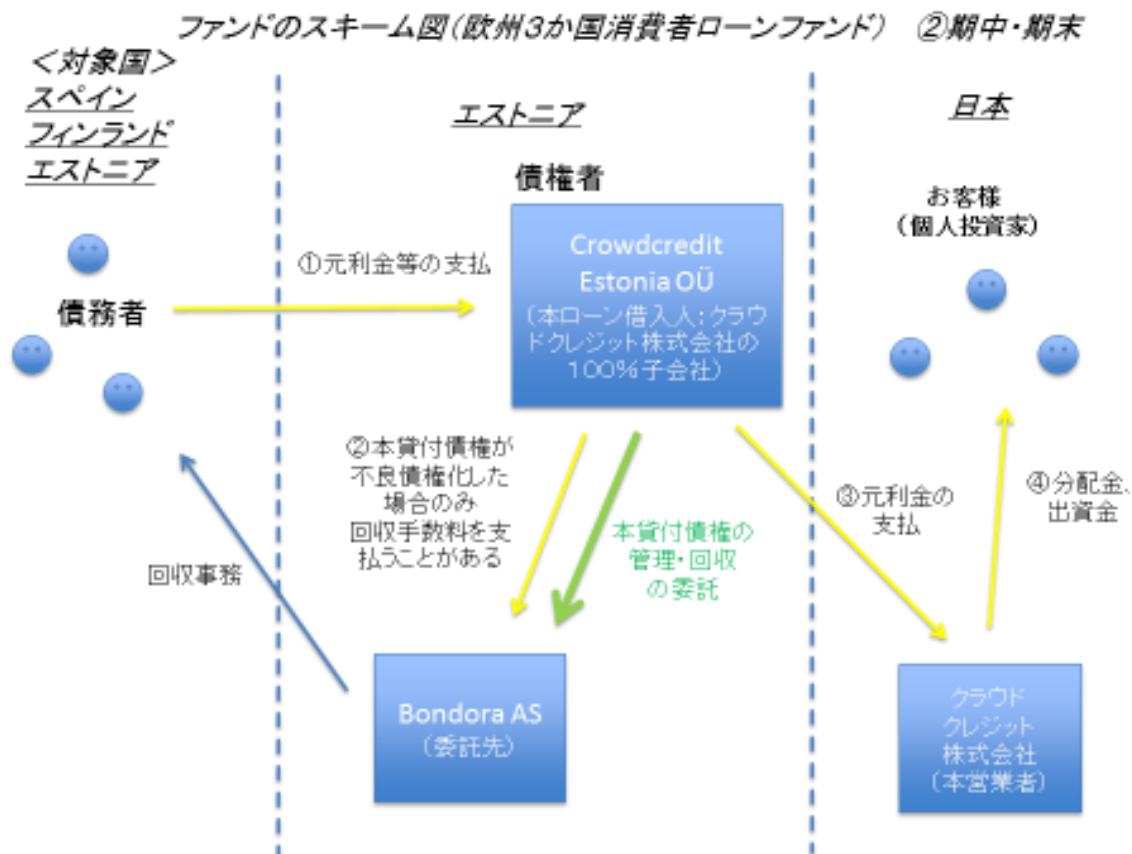 ファンドのスキーム図(欧州3か国消費者ローンファンド) ②期中・期末
<対象国>
スペイン
フィンランド
エストニア
エストニア
日本
債権者
お客様
(個人投資家)
Crowdcredit
Estonia OÜ
(本ローン借入人:クラウ
ドクレジット株式会社の
100%子会社)
①元利金等の支払
債務者
②本貸付債権が
不良債権化した
場合のみ
回収手数料を支
払うことがある
本貸付債権の
管理・回収
の委託
③元利金の
支払
④分配金、
出資金
回収事務
Bondora AS
(委託先)
クラウド
クレジット
株式会社
(本営業者)